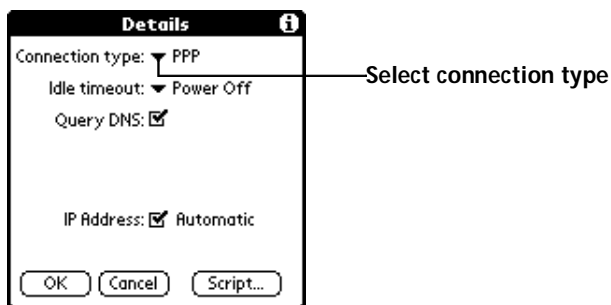 Details
Connection type: PPP
Select connection type
Idle timeout: Power Off
Query DNS:
IP Address: Automatic
OK Cancel Script...